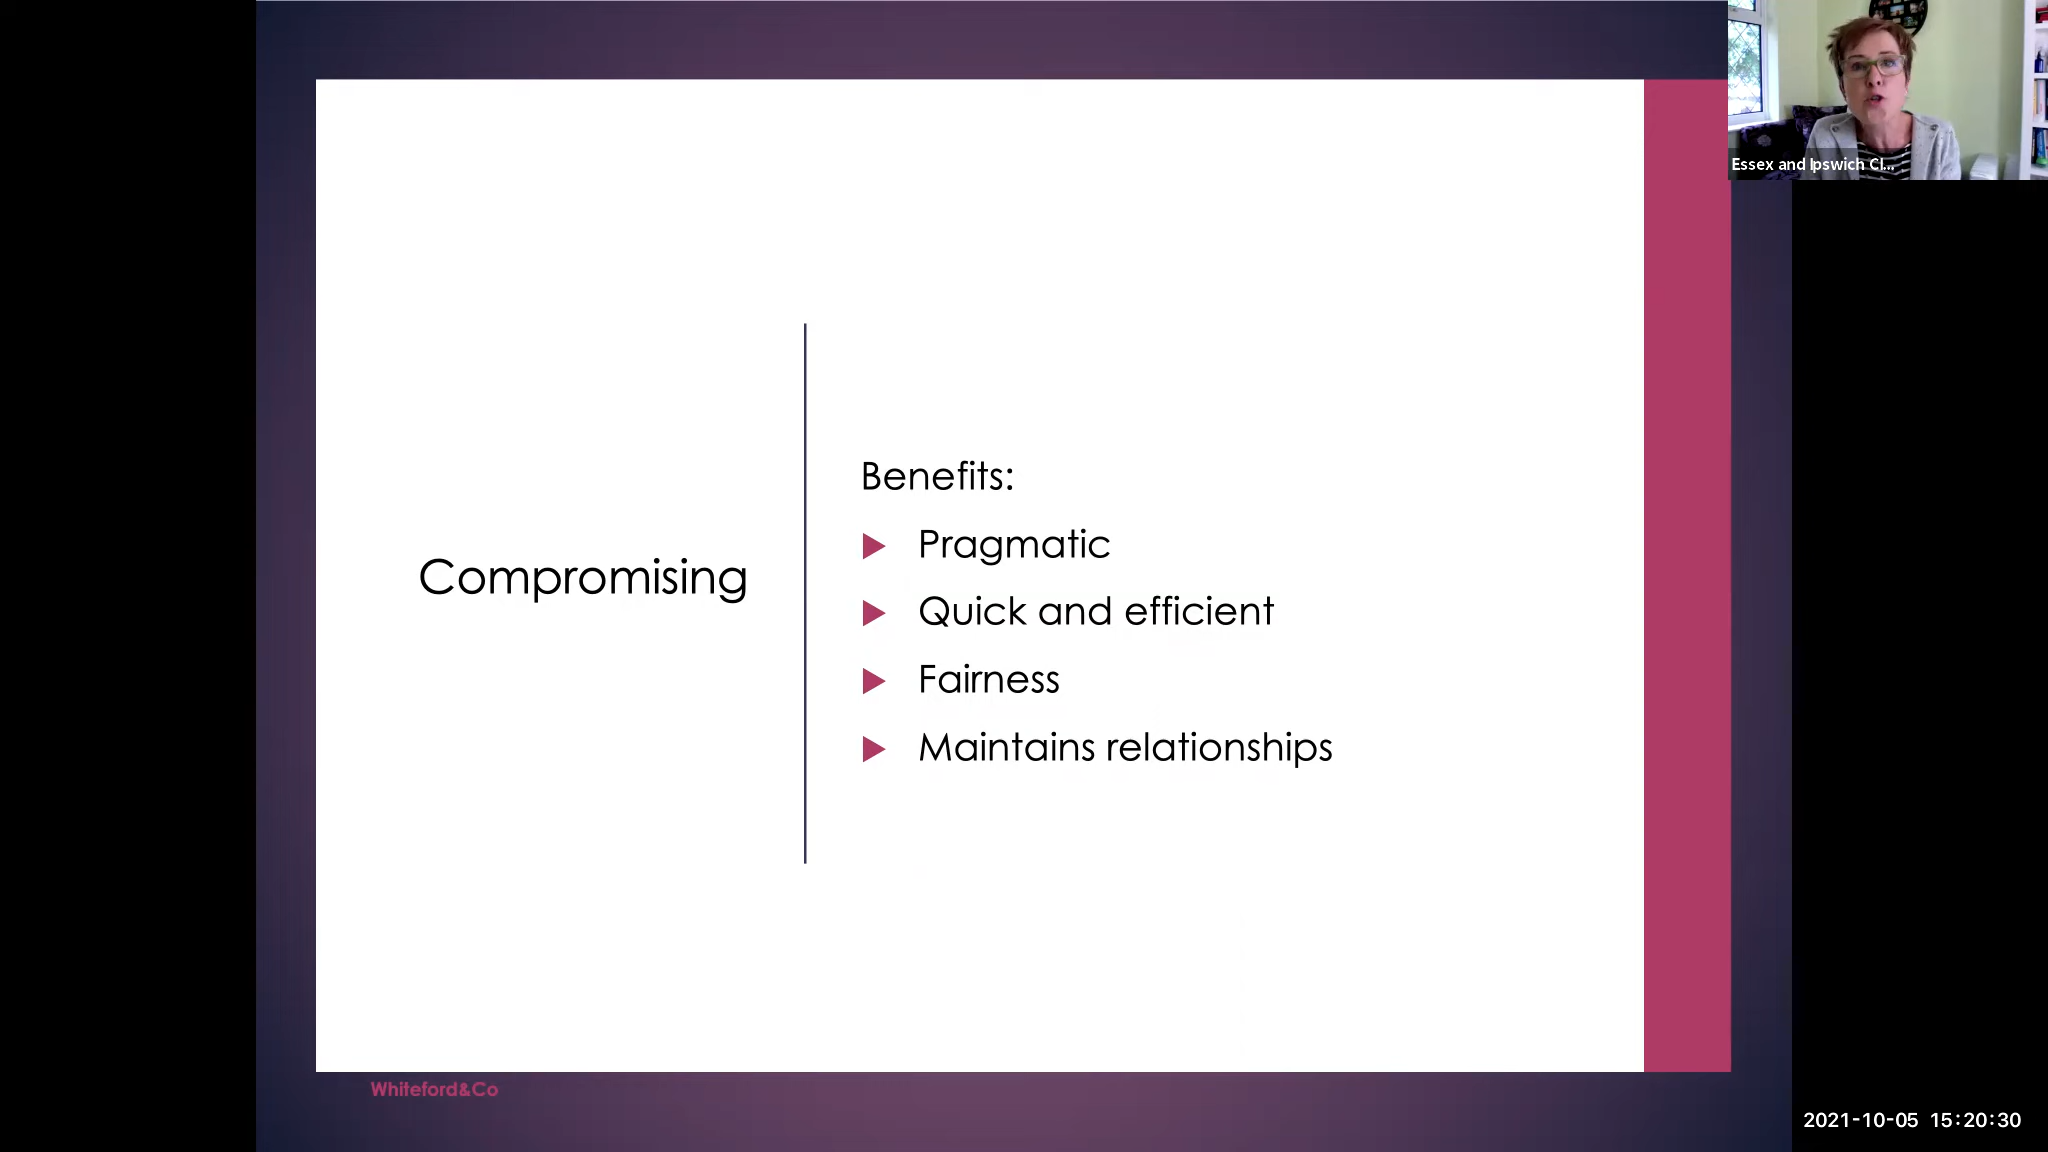 Essex and Ipswich Cl...
Compromising
Benefits:
Pragmatic
Quick and efficient
Fairness
Maintains relationships
Whiteford&Co
2021-10-05 15:20:30